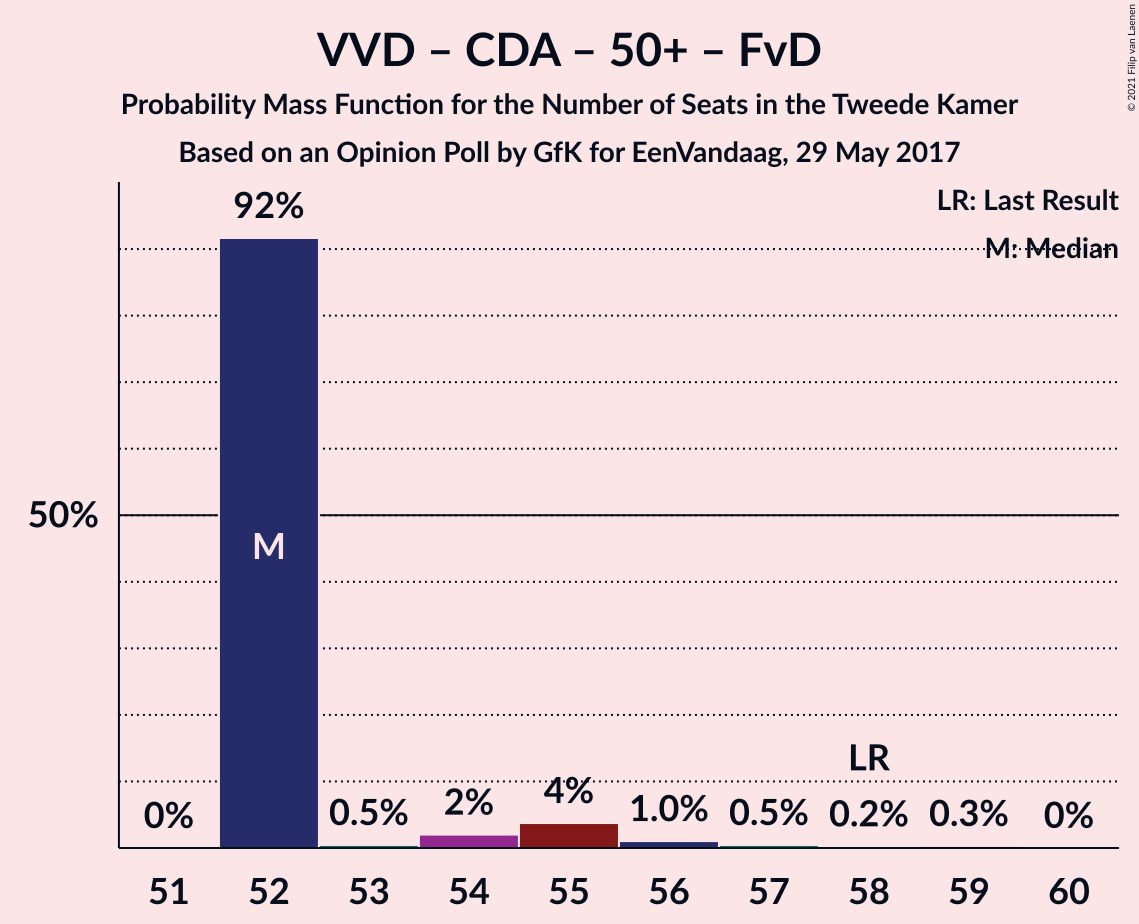 VVD – CDA – 50+ – FvD
Probability Mass Function for the Number of Seats in the Tweede Kamer
Based on an Opinion Poll by GfK for EenVandaag, 29 May 2017
© 2021 Filip van Laenen
LR: Last Result
M: Median
92%
50%
M
LR
0% 0.5% 2% 4% 1.0% 0.5% 0.2% 0.3% 0%
51 52 53 54 55 56 57 58 59 60